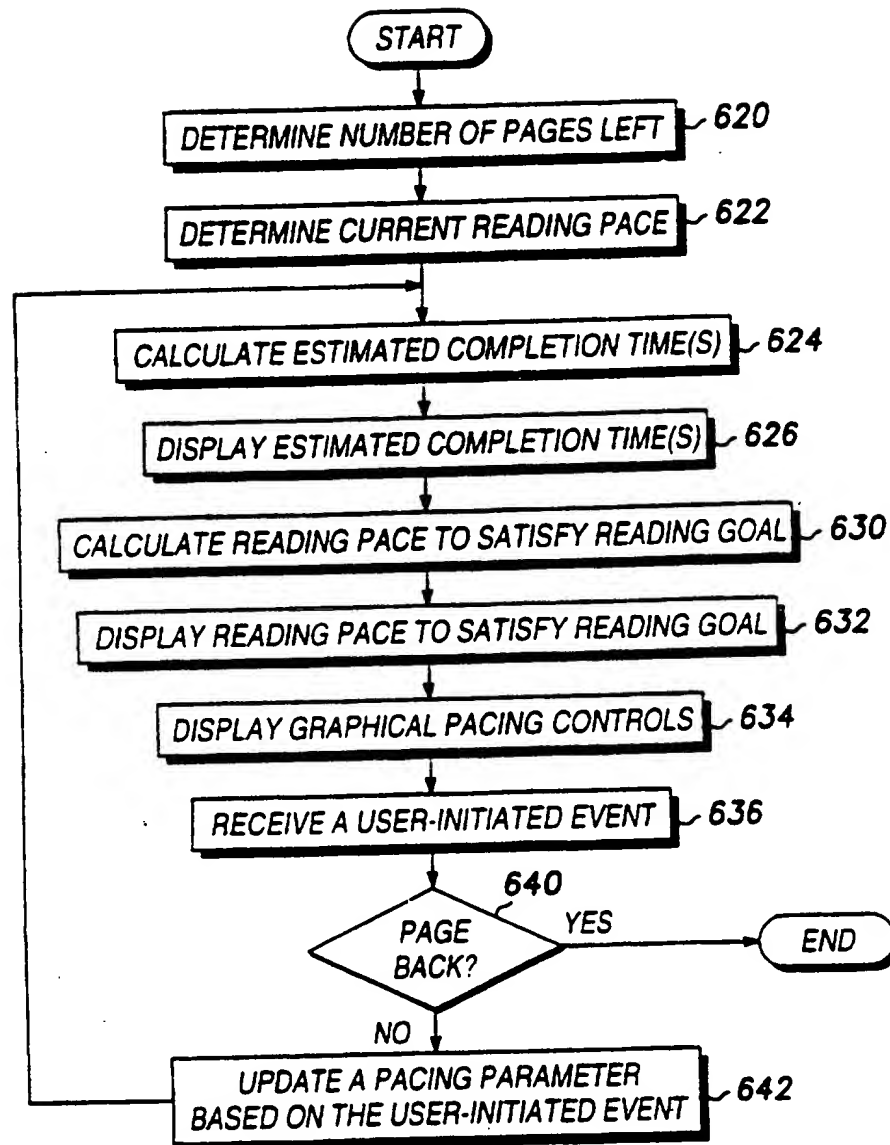 START
DETERMINE NUMBER OF PAGES LEFT 620
DETERMINE CURRENT READING PACE 622
CALCULATE ESTIMATED COMPLETION TIME(S) 624
DISPLAY ESTIMATED COMPLETION TIME(S) 626
CALCULATE READING PACE TO SATISFY READING GOAL 630
DISPLAY READING PACE TO SATISFY READING GOAL 632
DISPLAY GRAPHICAL PACING CONTROLS 634
RECEIVE A USER-INITIATED EVENT 636
640
PAGE
BACK?
YES
END
NO
UPDATE A PACING PARAMETER
BASED ON THE USER-INITIATED EVENT 642